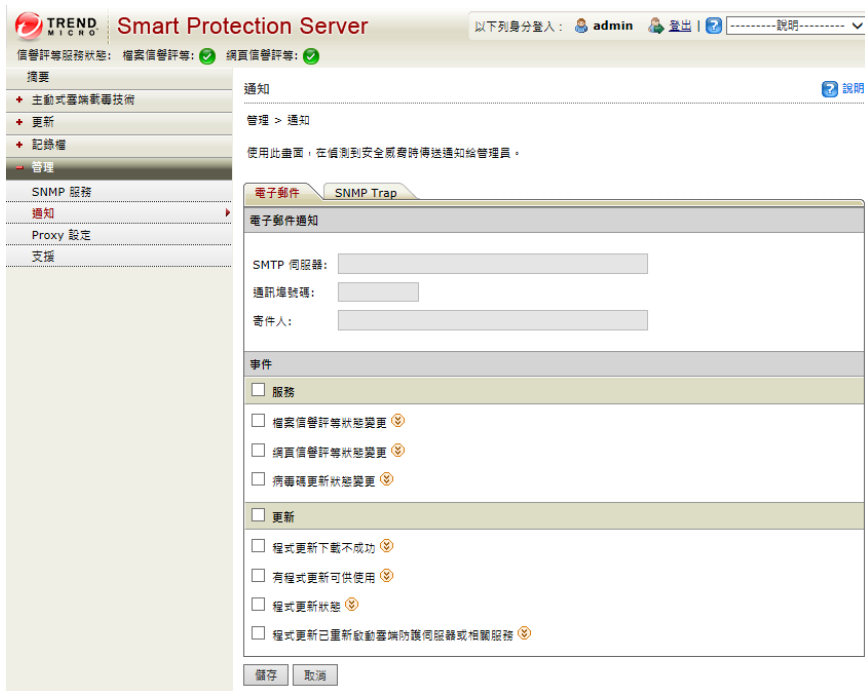 TREND MICRO Smart Protection Server 以下列身分登入: admin 登出 | ---------說明---------
信譽評等服務狀態: 檔案信譽評等: 網頁信譽評等:
摘要
主動式雲端截毒技術
更新
記錄檔
管理
SNMP 服務
通知
Proxy 設定
支援
通知 說明
管理 > 通知
使用此畫面,在偵測到安全威脅時傳送通知給管理員。
電子郵件 SNMP Trap
電子郵件通知
SMTP 伺服器:
通訊埠號碼:
寄件人:
事件
服務
檔案信譽評等狀態變更
網頁信譽評等狀態變更
病毒碼更新狀態變更
更新
程式更新下載不成功
有程式更新可供使用
程式更新狀態
程式更新已重新啟動雲端防護伺服器或相關服務
儲存 取消